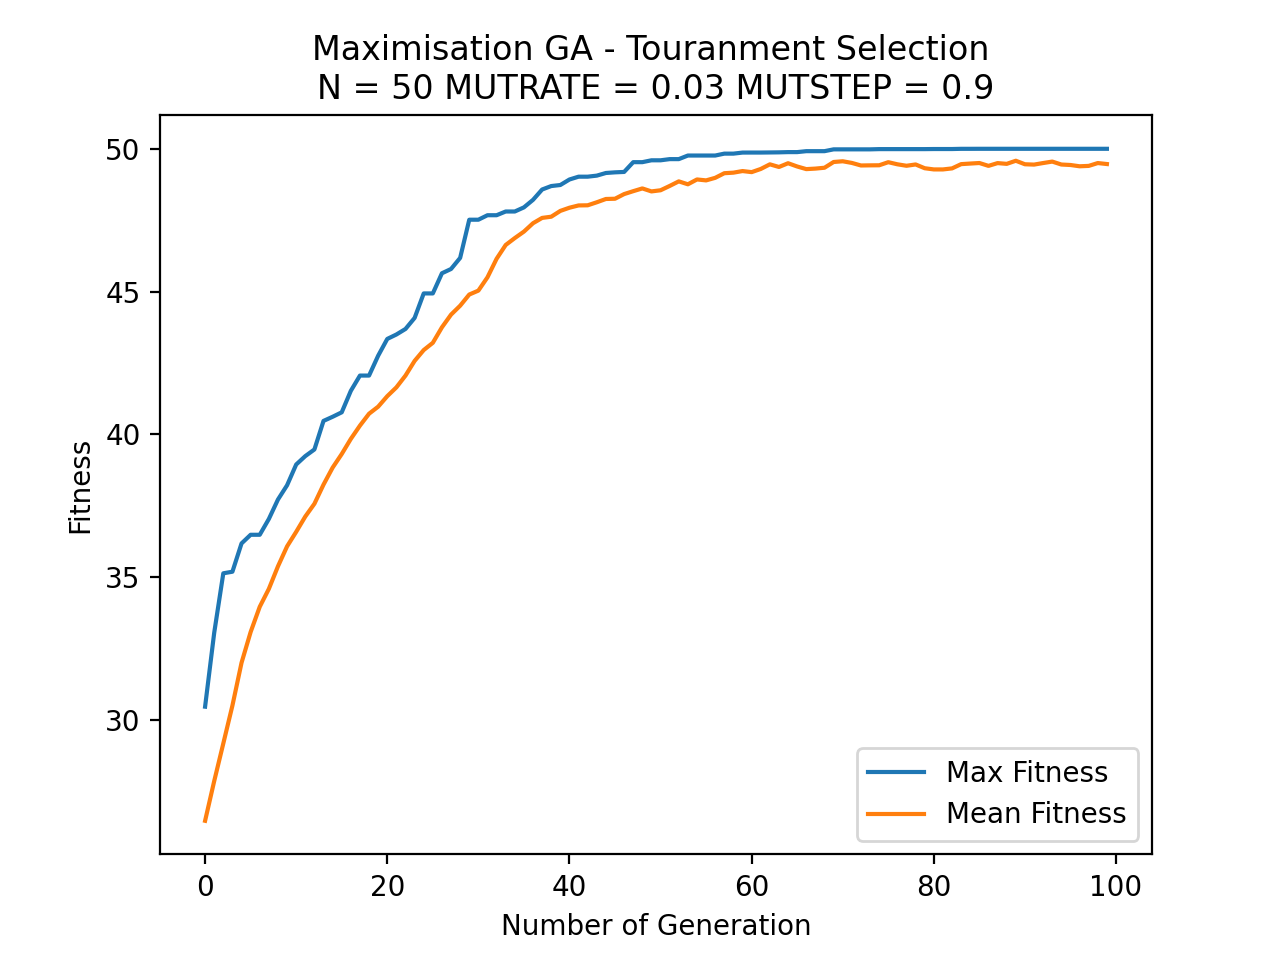 Maximisation GA - Touranment Selection
N = 50 MUTRATE = 0.03 MUTSTEP = 0.9
50
45
40
35
30
Fitness
Max Fitness
Mean Fitness
0 20 40 60 80 100
Number of Generation